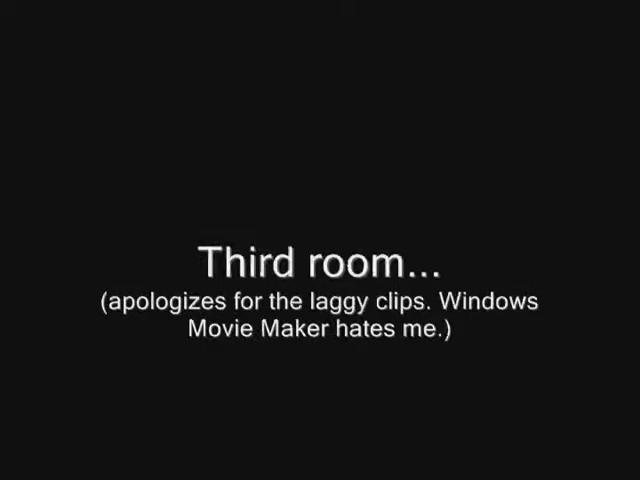 Third room...
(apologizes for the laggy clips. Windows
Movie Maker hates me.)